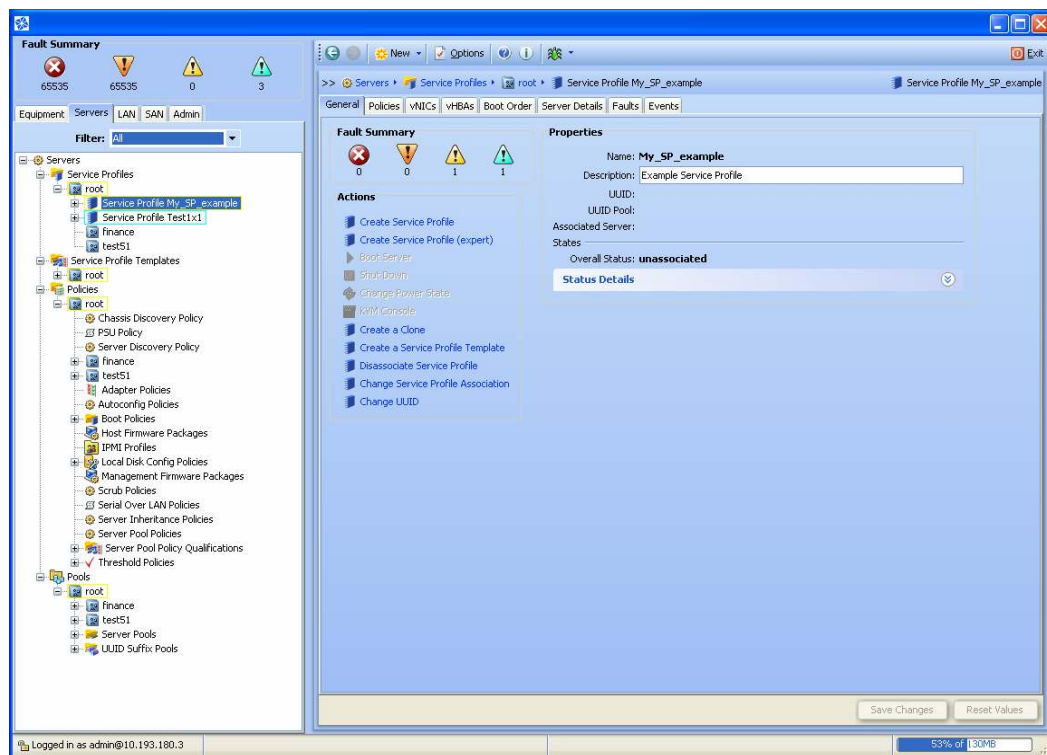 Fault Summary
65535 65535 0 3
Equipment Servers LAN SAN Admin
Filter: All
Servers
Service Profiles
root
Service Profile My_SP_example
Service Profile Test1x1
finance
test51
Service Profile Templates
root
Policies
root
Chassis Discovery Policy
PSU Policy
Server Discovery Policy
finance
test51
Adapter Policies
Autoconfig Policies
Boot Policies
Host Firmware Packages
IPMI Profiles
Local Disk Config Policies
Management Firmware Packages
Scrub Policies
Serial Over LAN Policies
Server Inheritance Policies
Server Pool Policies
Server Pool Policy Qualifications
Threshold Policies
Pools
root
finance
test51
Server Pools
UUID Suffix Pools
New Options Exit
>> Servers Service Profiles root Service Profile My_SP_example Service Profile My_SP_example
General Policies vNICs vHBAs Boot Order Server Details Faults Events
Fault Summary
0 0 1 1
Actions
Create Service Profile
Create Service Profile (expert)
Boot Server
Shut Down
Change Power State
KVM Console
Create a Clone
Create a Service Profile Template
Disassociate Service Profile
Change Service Profile Association
Change UUID
Properties
Name: My_SP_example
Description: Example Service Profile
UUID:
UUID Pool:
Associated Server:
States
Overall Status: unassociated
Status Details
Save Changes Reset Values
Logged in as admin@10.193.180.3
53% of 130MB